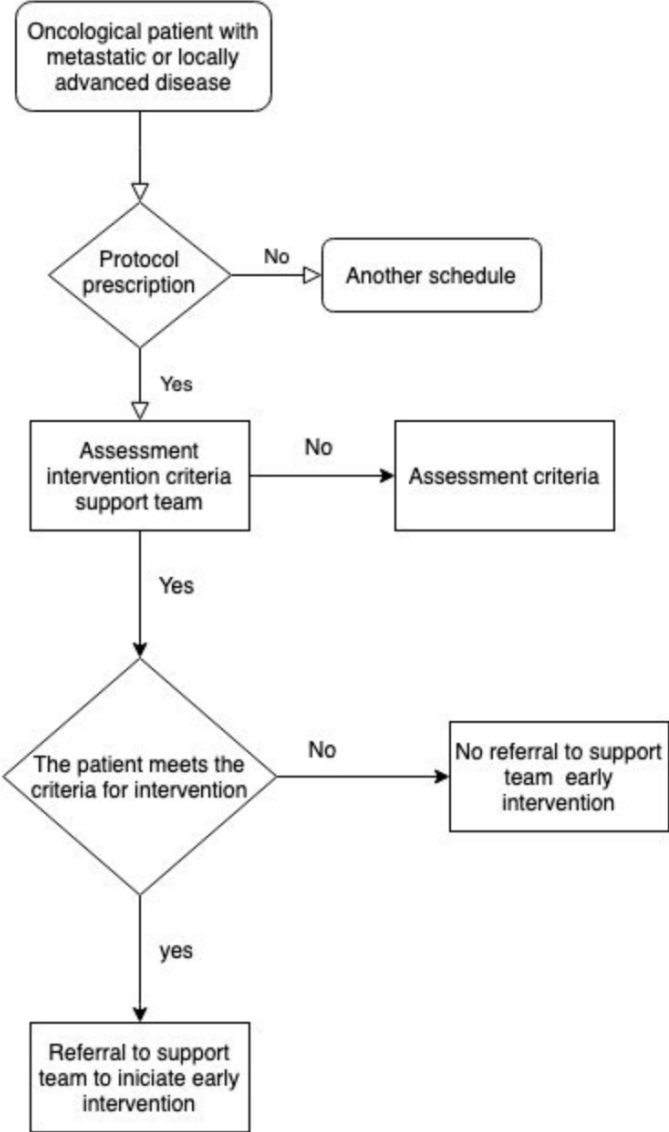 Oncological patient with
metastatic or locally
advanced disease
Protocol
prescription
No
Another schedule
Yes
Assessment
intervention criteria
support team
No
Assessment criteria
Yes
The patient meets the
criteria for intervention
No
No referral to support
team early
intervention
yes
Referral to support
team to iniciate early
intervention